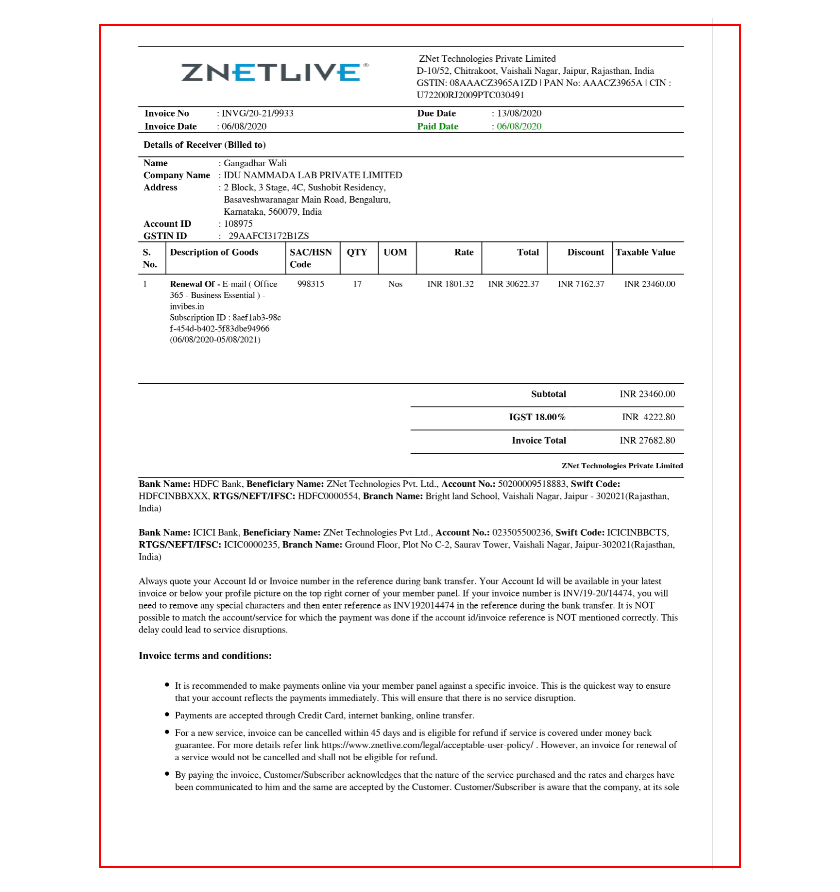 ZNETLIVE®
ZNet Technologies Private Limited
D-10/52, Chitrakoot, Vaishali Nagar, Jaipur, Rajasthan, India
GSTIN: 08AAACZ3965A1ZD | PAN No: AAACZ3965A | CIN :
U72200RJ2009PTC030491
Invoice No : INVG/20-21/9933 Due Date : 13/08/2020
Invoice Date : 06/08/2020 Paid Date : 06/08/2020
Details of Receiver (Billed to)
Name : Gangadhar Wali
Company Name : IDU NAMMADA LAB PRIVATE LIMITED
Address : 2 Block, 3 Stage, 4C, Sushobit Residency,
Basaveshwaranagar Main Road, Bengaluru,
Karnataka, 560079, India
Account ID : 108975
GSTIN ID : 29AAFCI3172B1ZS
S. Description of Goods SAC/HSN QTY UOM Rate Total Discount Taxable Value
No. Code
1 Renewal Of - E-mail ( Office 998315 17 Nos INR 1801.32 INR 30622.37 INR 7162.37 INR 23460.00
365 - Business Essential ) -
invibes.in
Subscription ID : 8aef1ab3-98c
f-454d-b402-5f83dbe94966
(06/08/2020-05/08/2021)
Subtotal INR 23460.00
IGST 18.00% INR 4222.80
Invoice Total INR 27682.80
ZNet Technologies Private Limited
Bank Name: HDFC Bank, Beneficiary Name: ZNet Technologies Pvt. Ltd., Account No.: 50200009518883, Swift Code:
HDFCINBBXXX, RTGS/NEFT/IFSC: HDFC0000554, Branch Name: Bright land School, Vaishali Nagar, Jaipur - 302021(Rajasthan,
India)
Bank Name: ICICI Bank, Beneficiary Name: ZNet Technologies Pvt Ltd., Account No.: 023505500236, Swift Code: ICICINBBCTS,
RTGS/NEFT/IFSC: ICIC0000235, Branch Name: Ground Floor, Plot No C-2, Saurav Tower, Vaishali Nagar, Jaipur-302021(Rajasthan,
India)
Always quote your Account Id or Invoice number in the reference during bank transfer. Your Account Id will be available in your latest
invoice or below your profile picture on the top right corner of your member panel. If your invoice number is INV/19-20/14474, you will
need to remove any special characters and then enter reference as INV192014474 in the reference during the bank transfer. It is NOT
possible to match the account/service for which the payment was done if the account id/invoice reference is NOT mentioned correctly. This
delay could lead to service disruptions.
Invoice terms and conditions:
• It is recommended to make payments online via your member panel against a specific invoice. This is the quickest way to ensure
that your account reflects the payments immediately. This will ensure that there is no service disruption.
• Payments are accepted through Credit Card, internet banking, online transfer.
• For a new service, invoice can be cancelled within 45 days and is eligible for refund if service is covered under money back
guarantee. For more details refer link https://www.znetlive.com/legal/acceptable-user-policy/ . However, an invoice for renewal of
a service would not be cancelled and shall not be eligible for refund.
• By paying the invoice, Customer/Subscriber acknowledges that the nature of the service purchased and the rates and charges have
been communicated to him and the same are accepted by the Customer. Customer/Subscriber is aware that the company, at its sole